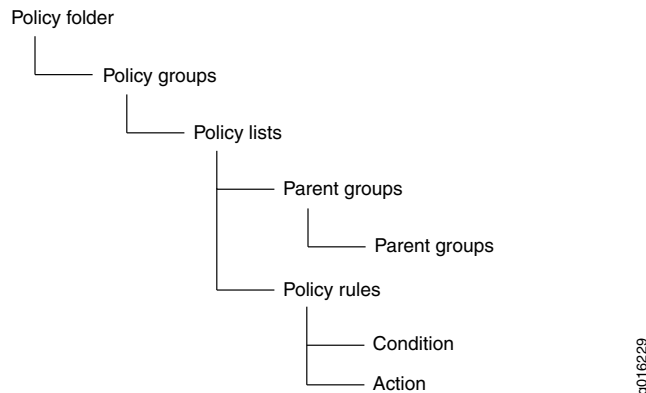 Policy folder
Policy groups
Policy lists
Parent groups
Parent groups
Policy rules
Condition
Action
g016229